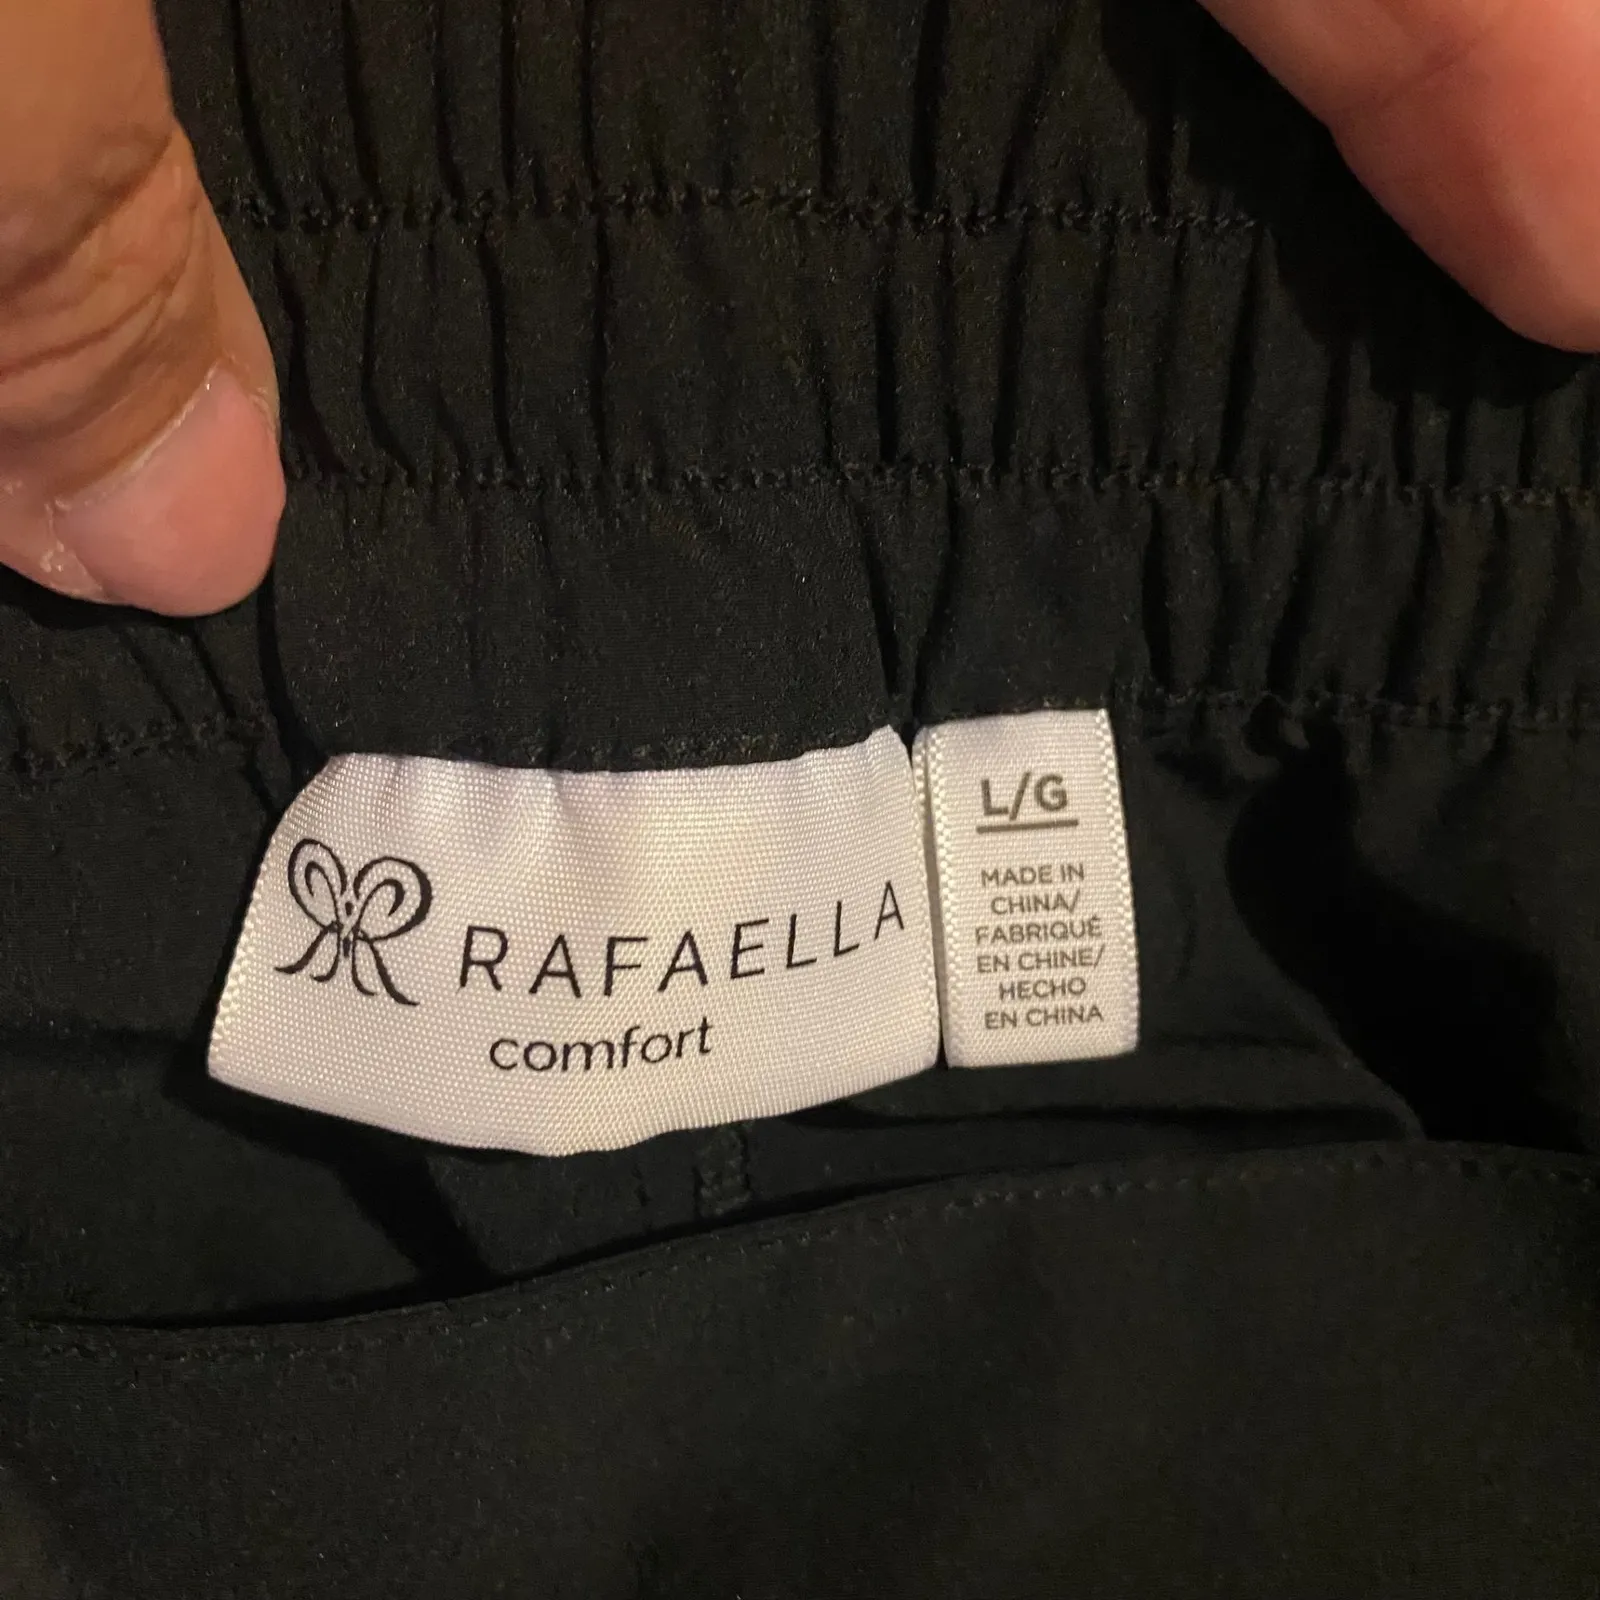 RAFAELLA
comfort
L/G
MADE IN
CHINA/
FABRIQUÉ
EN CHINE/
HECHO
EN CHINA